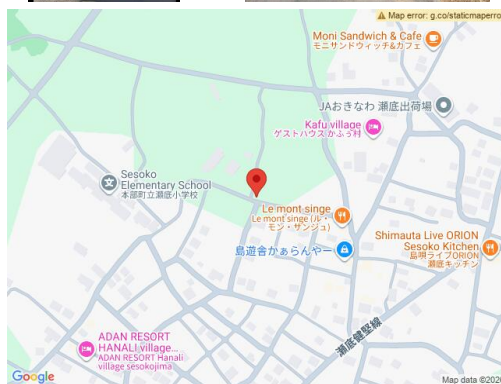 Map error: g.co/staticmaperro
Moni Sandwich & Cafe
モニサンドウィッチ&カフェ
JAおきなわ 瀬底出荷場
Kafu village
ゲストハウス かふぅ村
Sesoko
Elementary School
本部町立瀬底小学校
Le mont singe
Le mont singe (ル・
モン・サンジュ)
島遊舎かぁらんやー
Shimauta Live ORION
Sesoko Kitchen
島唄ライブORION
瀬底キッチン
瀬底健堅線
ADAN RESORT
HANALI village...
ADAN RESORT Hanali
village sesokojima
Google
Map data ©202